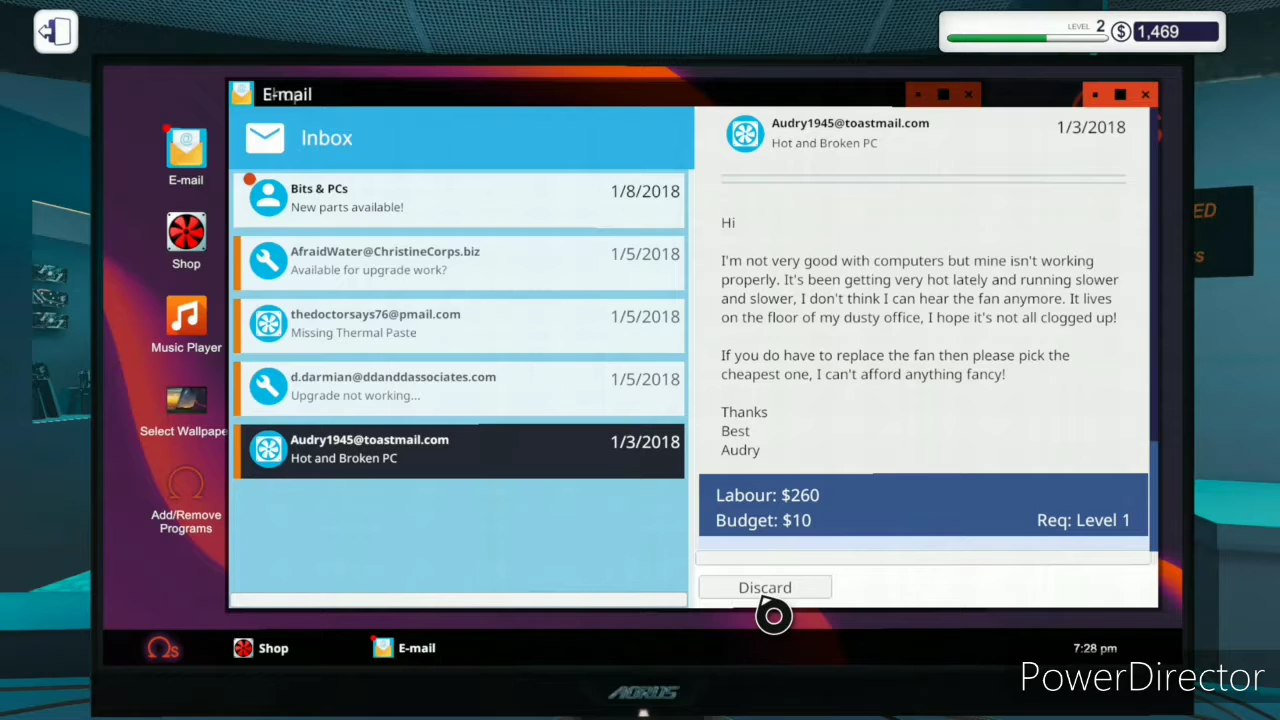 LEVEL 2 $ 1,469
E-mail
Inbox
Bits & PCs 1/8/2018
New parts available!
AfraidWater@ChristineCorps.biz 1/5/2018
Available for upgrade work?
thedoctorsays76@pmail.com 1/5/2018
Missing Thermal Paste
d.darmian@ddanddassociates.com 1/5/2018
Upgrade not working...
Audry1945@toastmail.com 1/3/2018
Hot and Broken PC
E-mail
Shop
Music Player
Select Wallpape
Add/Remove
Programs
Audry1945@toastmail.com 1/3/2018
Hot and Broken PC
Hi
I'm not very good with computers but mine isn't working
properly. It's been getting very hot lately and running slower
and slower, I don't think I can hear the fan anymore. It lives
on the floor of my dusty office, I hope it's not all clogged up!
If you do have to replace the fan then please pick the
cheapest one, I can't afford anything fancy!
Thanks
Best
Audry
Labour: $260
Budget: $10 Req: Level 1
Discard
ED
S
Shop E-mail 7:28 pm
AORUS
PowerDirector